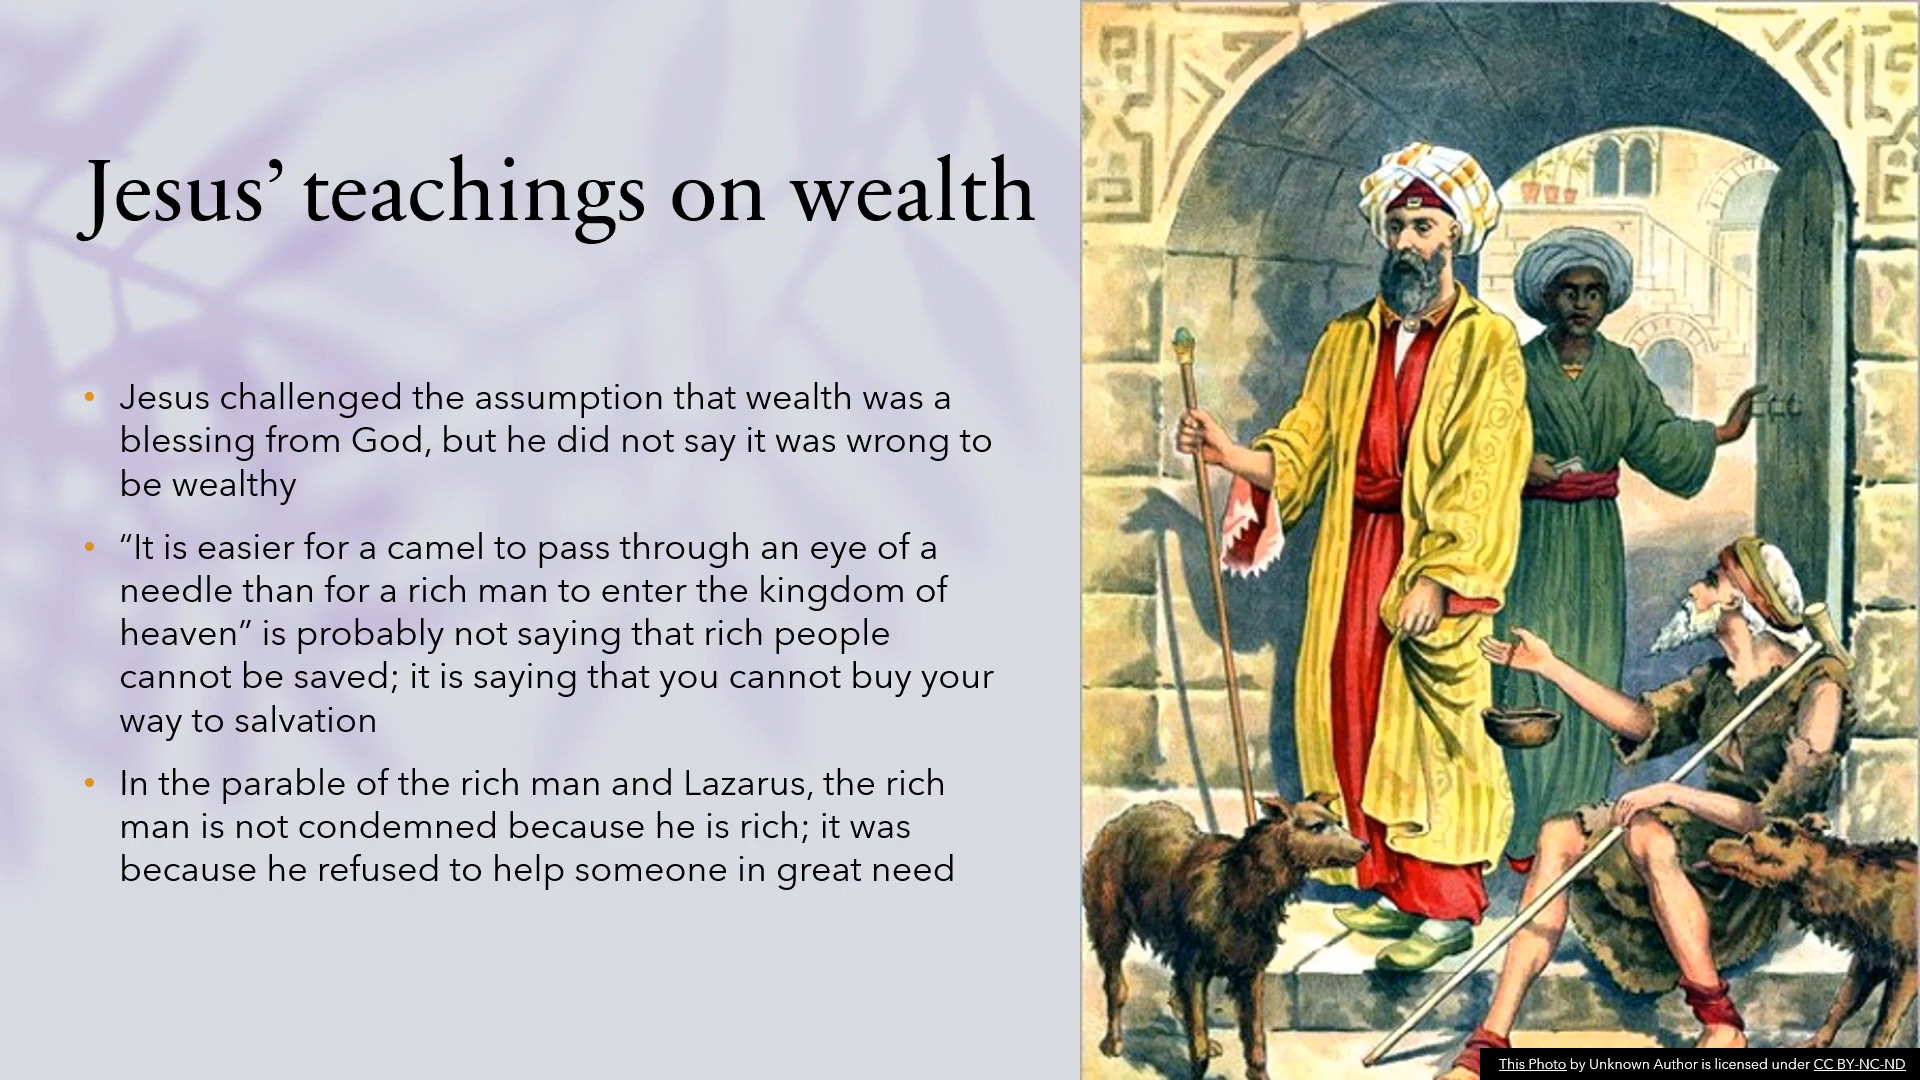 Jesus’ teachings on wealth
• Jesus challenged the assumption that wealth was a
blessing from God, but he did not say it was wrong to
be wealthy
• “It is easier for a camel to pass through an eye of a
needle than for a rich man to enter the kingdom of
heaven” is probably not saying that rich people
cannot be saved; it is saying that you cannot buy your
way to salvation
• In the parable of the rich man and Lazarus, the rich
man is not condemned because he is rich; it was
because he refused to help someone in great need
This Photo by Unknown Author is licensed under CC BY-NC-ND